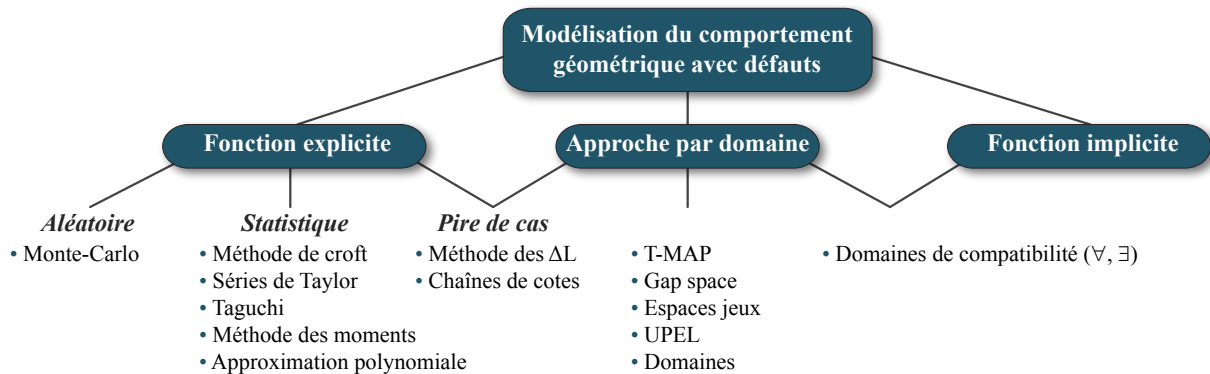 Modélisation du comportement
géométrique avec défauts
Fonction explicite
Approche par domaine
Fonction implicite
Aléatoire
• Monte-Carlo
Statistique
• Méthode de croft
• Séries de Taylor
• Taguchi
• Méthode des moments
• Approximation polynomiale
Pire de cas
• Méthode des ΔL
• Chaînes de cotes
• T-MAP
• Gap space
• Espaces jeux
• UPEL
• Domaines
• Domaines de compatibilité (∀, ∃)